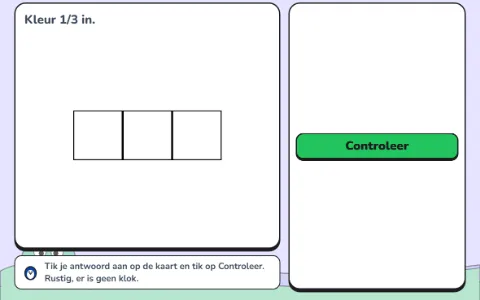 Kleur 1/3 in.
Controleer
Tik je antwoord aan op de kaart en tik op Controleer.
Rustig, er is geen klok.